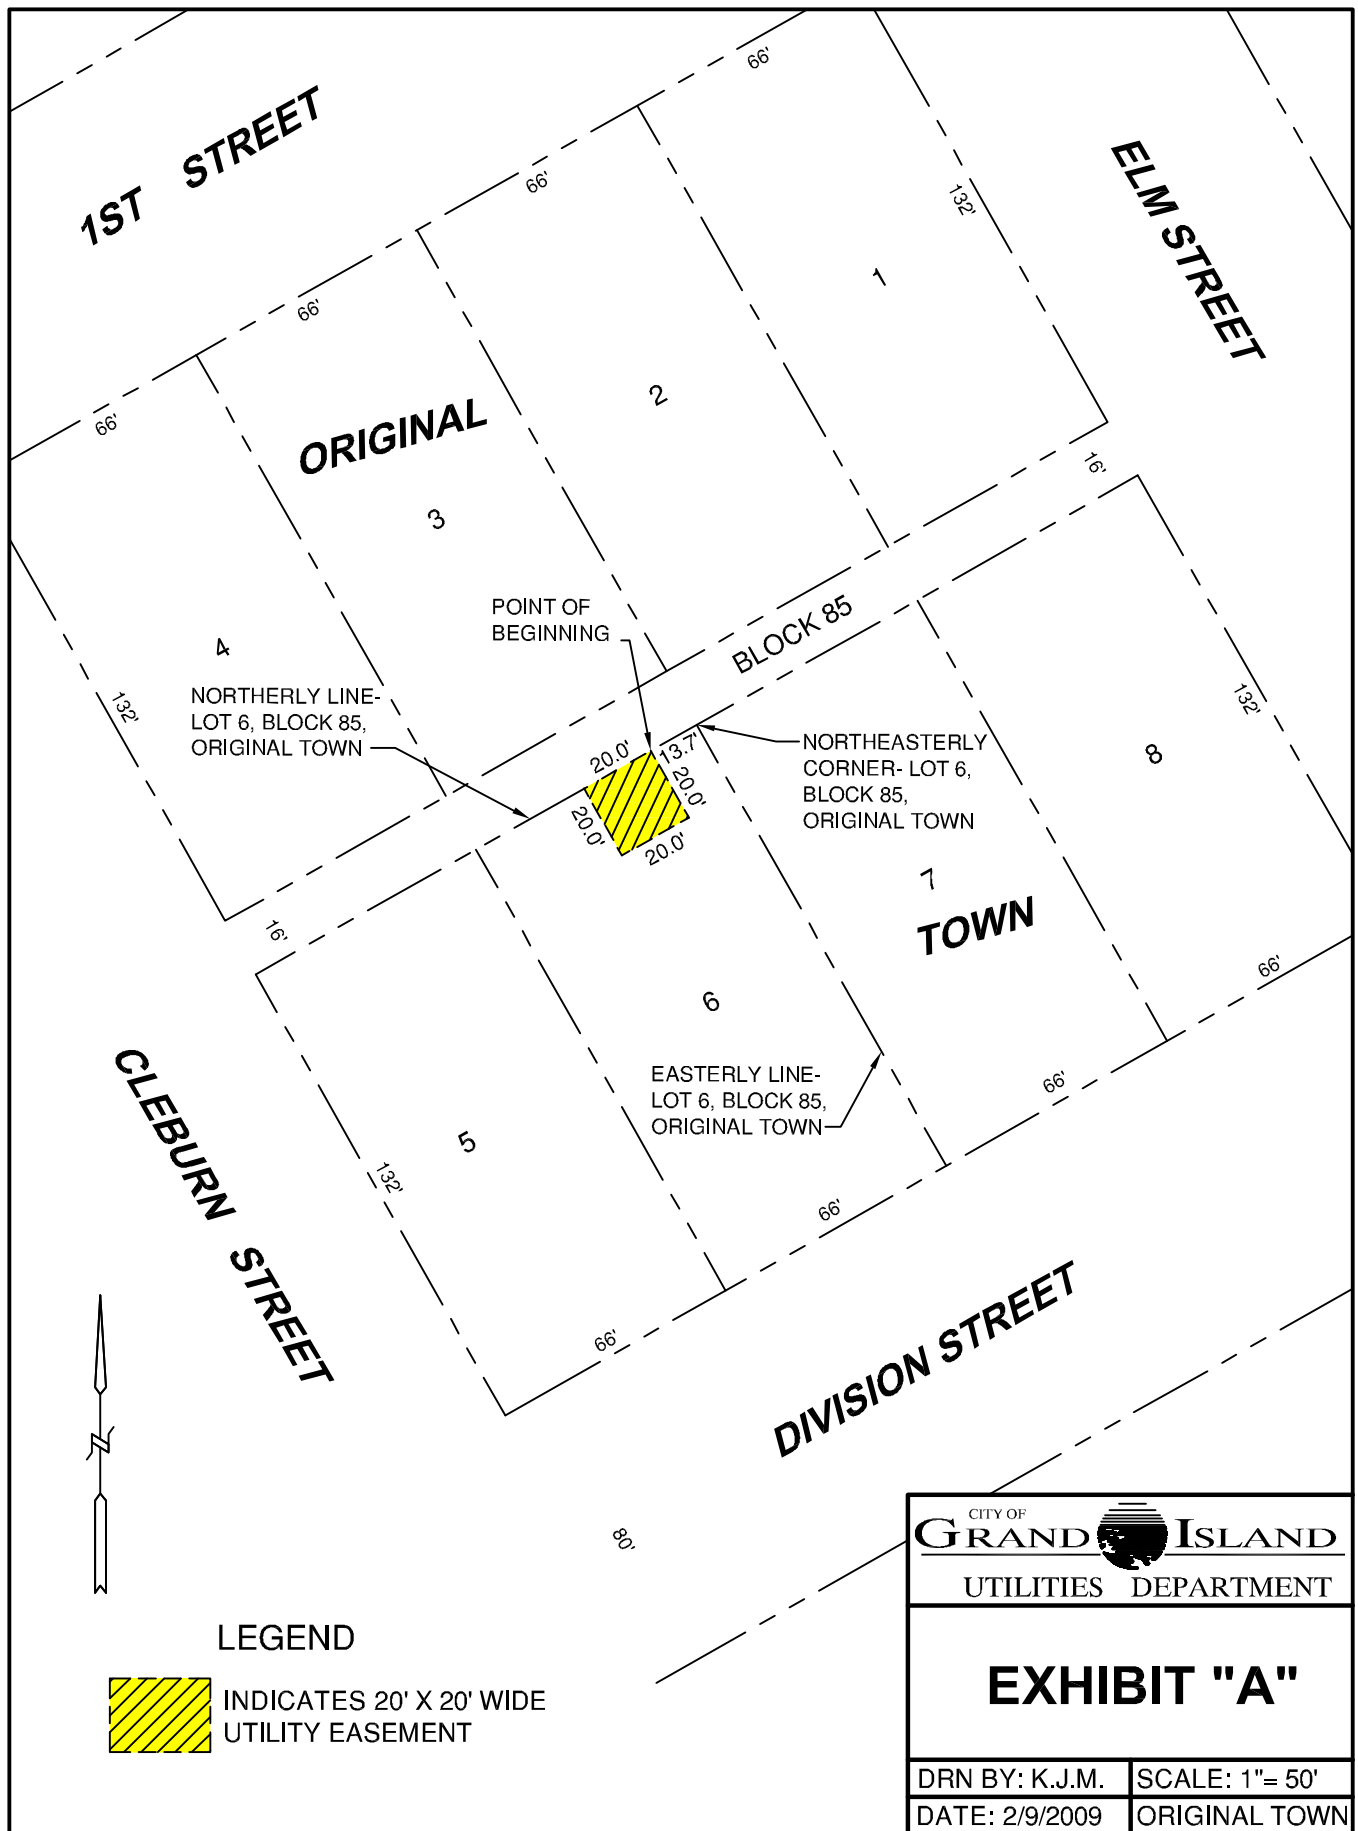 66'
1ST STREET
66'
132'
ELM STREET
66'
1
66'
2
ORIGINAL
16'
3
POINT OF
BEGINNING
BLOCK 85
4
132'
NORTHERLY LINE-
LOT 6, BLOCK 85,
ORIGINAL TOWN
132'
20.0'
13.7'
20.0'
20.0'
20.0'
NORTHEASTERLY
CORNER- LOT 6,
BLOCK 85,
ORIGINAL TOWN
8
7
TOWN
16'
66'
6
EASTERLY LINE-
LOT 6, BLOCK 85,
ORIGINAL TOWN
66'
CLEBURN STREET
5
132'
66'
66'
DIVISION STREET
80'
LEGEND
INDICATES 20' X 20' WIDE
UTILITY EASEMENT
CITY OF
GRAND ISLAND
UTILITIES DEPARTMENT
EXHIBIT "A"
DRN BY: K.J.M.
SCALE: 1"= 50'
DATE: 2/9/2009
ORIGINAL TOWN